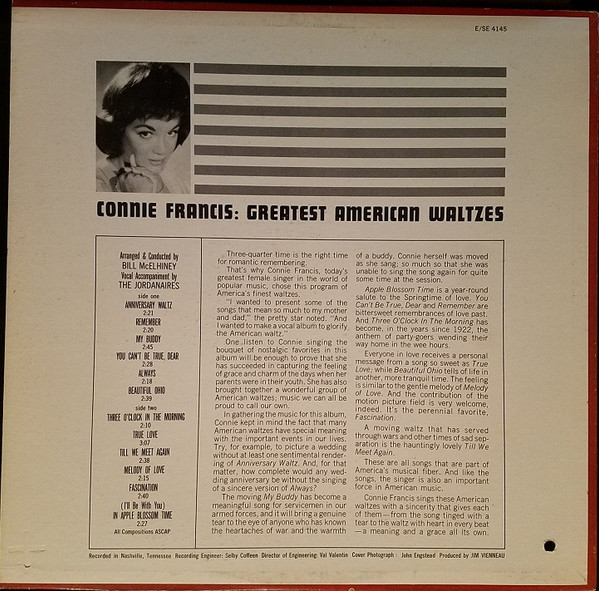 E/SE 4145
CONNIE FRANCIS: GREATEST AMERICAN WALTZES
Arranged & Conducted by
BILL McELHINEY
Vocal Accompaniment by
THE JORDANAIRES
side one
ANNIVERSARY WALTZ
2:21
REMEMBER
2:20
MY BUDDY
2:45
YOU CAN'T BE TRUE, DEAR
2:28
ALWAYS
2:18
BEAUTIFUL OHIO
2:39
side two
THREE O'CLOCK IN THE MORNING
2:10
TRUE LOVE
3:07
TILL WE MEET AGAIN
2:38
MELODY OF LOVE
2:15
FASCINATION
2:40
(I'll Be With You)
IN APPLE BLOSSOM TIME
2:27
All Compositions ASCAP
Three-quarter time is the right time
for romantic remembering.
That's why Connie Francis, today's
greatest female singer in the world of
popular music, chose this program of
America's finest waltzes.
"I wanted to present some of the
songs that mean so much to my mother
and dad," the pretty star noted. "And
I wanted to make a vocal album to glorify
the American waltz."
One listen to Connie singing the
bouquet of nostalgic favorites in this
album will be enough to prove that she
has succeeded in capturing the feeling
of grace and charm of the days when her
parents were in their youth. She has also
brought together a wonderful group of
American waltzes; music we can all be
proud to call our own.
In gathering the music for this album,
Connie kept in mind the fact that many
American waltzes have special meaning
with the important events in our lives.
Try, for example, to picture a wedding
without at least one sentimental render-
ing of Anniversary Waltz. And, for that
matter, how complete would any wed-
ding anniversary be without the singing
of a sincere version of Always?
The moving My Buddy has become a
meaningful song for servicemen in our
armed forces, and it will bring a genuine
tear to the eye of anyone who has known
the heartaches of war and the warmth
of a buddy. Connie herself was moved
as she sang; so much so that she was
unable to sing the song again for quite
some time at the session.
Apple Blossom Time is a year-round
salute to the Springtime of love. You
Can't Be True, Dear and Remember are
bittersweet remembrances of love past.
And Three O'Clock In The Morning has
become, in the years since 1922, the
anthem of party-goers wending their
way home in the wee hours.
Everyone in love receives a personal
message from a song so sweet as True
Love; while Beautiful Ohio tells of life in
another, more tranquil time. The feeling
is similar to the gentle melody of Melody
of Love. And the contribution of the
motion picture field is very welcome,
indeed. It's the perennial favorite,
Fascination.
A moving waltz that has served
through wars and other times of sad sep-
aration is the hauntingly lovely Till We
Meet Again.
These are all songs that are part of
America's musical fiber. And like the
songs, the singer is also an important
force in American music.
Connie Francis sings these American
waltzes with a sincerity that gives each
of them—from the song tinged with a
tear to the waltz with heart in every beat
—a meaning and a grace all its own.
Recorded in Nashville, Tennessee Recording Engineer: Selby Coffeen Director of Engineering: Val Valentin Cover Photograph: John Engstead Produced by JIM VIENNEAU